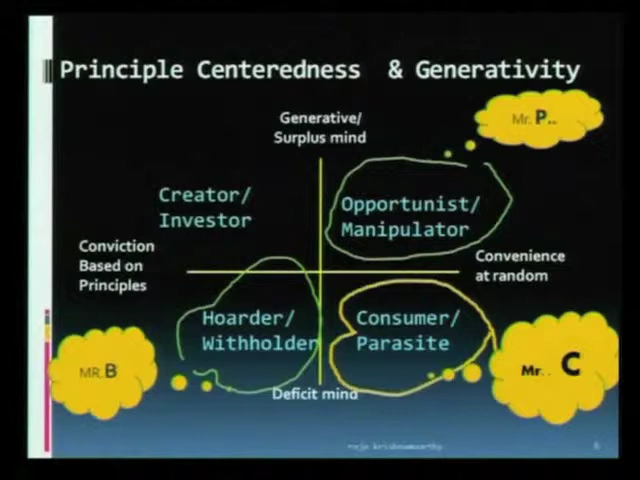 Principle Centeredness & Generativity
Generative/
Surplus mind
Mr. P..
Creator/
Investor
Opportunist/
Manipulator
Conviction
Based on
Principles
Convenience
at random
Hoarder/
Withholder
Consumer/
Parasite
MR. B
Mr. . C
Deficit mind